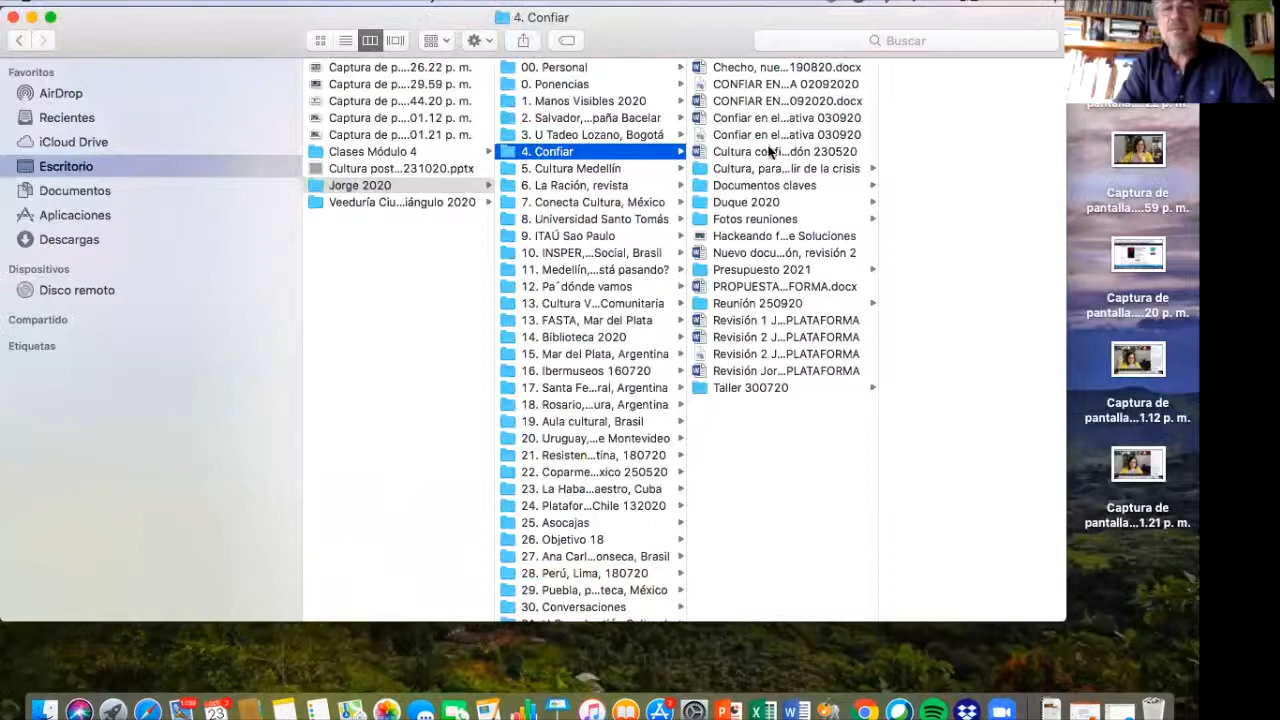 4. Confiar
Buscar
Favoritos
AirDrop
Recientes
iCloud Drive
Escritorio
Documentos
Aplicaciones
Descargas
Dispositivos
Disco remoto
Compartido
Etiquetas
Captura de p....26.22 p. m.
Captura de p....29.53 p. m.
Captura de p....44.20 p. m.
Captura de p....01.12 p. m.
Captura de p....01.21 p. m.
Clases Módulo 4
Cultura post...231020.pptx
Jorge 2020
Veeduría Ciu...iángulo 2020
00. Personal
0. Ponencias
1. Manos Visibles 2020
2. Salvador,...paña Bacelar
3. U Tadeo Lozano, Bogotá
4. Confiar
5. Cultura Medellín
6. La Ración, revista
7. Conecta Cultura, México
8. Universidad Santo Tomás
9. ITAÚ Sao Paulo
10. INSPER,...Social, Brasil
11. Medellín,...stá pasando?
12. Pa´dónde vamos
13. Cultura V...Comunitaria
13. FASTA, Mar del Plata
14. Biblioteca 2020
15. Mar del Plata, Argentina
16. Ibermuseos 160720
17. Santa Fe...ral, Argentina
18. Rosario,...ura, Argentina
19. Aula cultural, Brasil
20. Uruguay,...e Montevideo
21. Resisten...tina, 180720
22. Coparme...xico 250520
23. La Haba...aestro, Cuba
24. Platafor...Chile 132020
25. Asocajas
26. Objetivo 18
27. Ana Carl...onseca, Brasil
28. Perú, Lima, 180720
29. Puebla, p...teca, México
30. Conversaciones
Checho, nue...190820.docx
CONFIAR EN...A 02092020
CONFIAR EN...092020.docx
Confiar en el...ativa 030920
Confiar en el...ativa 030920
Cultura co...dón 230520
Cultura, para...lir de la crisis
Documentos claves
Duque 2020
Fotos reuniones
Hackeando f...e Soluciones
Nuevo docu...ón, revisión 2
Presupuesto 2021
PROPUESTA...FORMA.docx
Reunión 250920
Revisión 1 J...PLATAFORMA
Revisión 2 J...PLATAFORMA
Revisión 2 J...PLATAFORMA
Revisión Jor...PLATAFORMA
Taller 300720
Captura de
pantalla....59 p. m.
Captura de
pantalla....20 p. m.
Captura de
pantalla...1.12 p. m.
Captura de
pantalla...1.21 p. m.
23